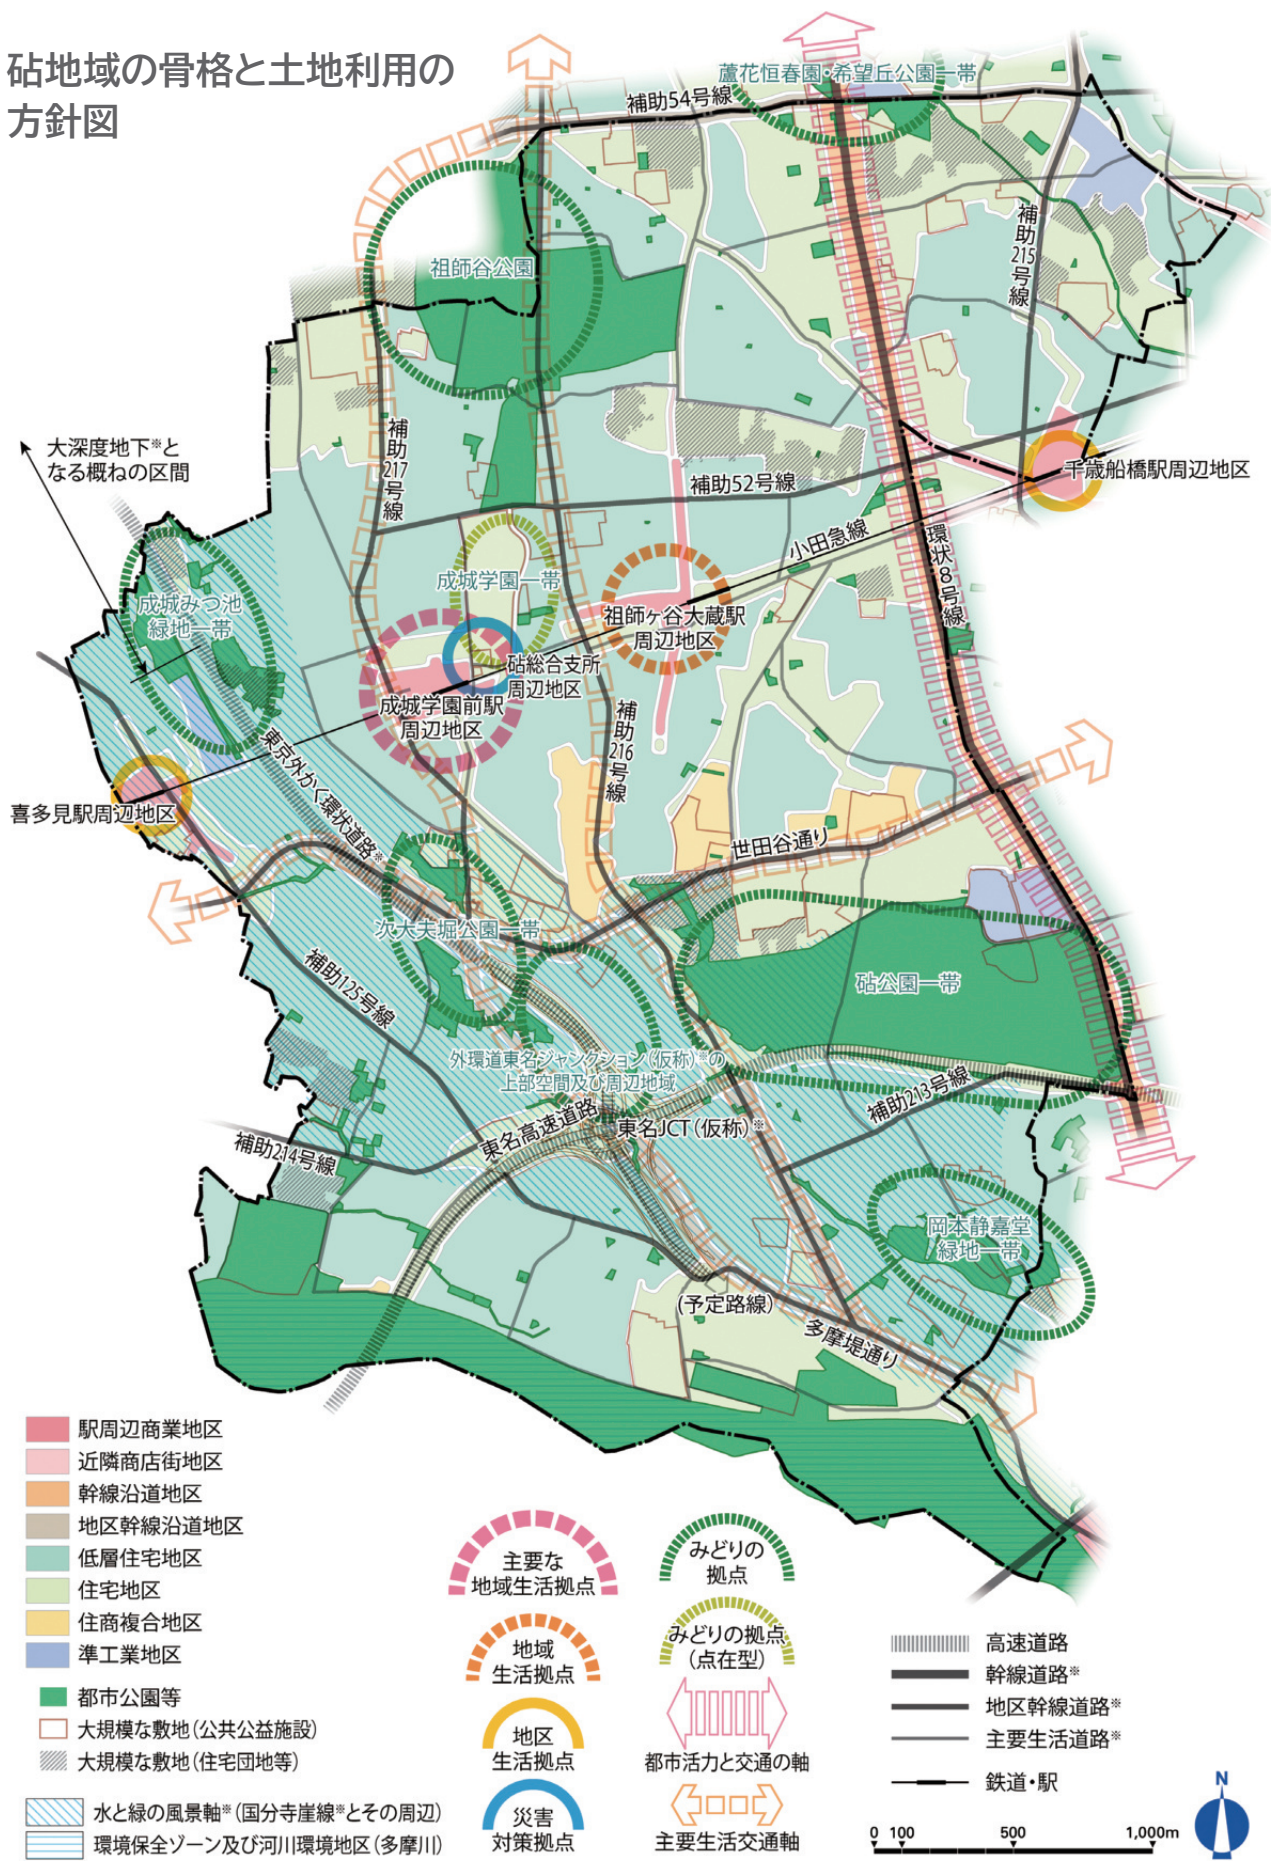 砧地域の骨格と土地利用の
方針図
蘆花恒春園・希望丘公園一帯
補助54号線
祖師谷公園
補助215号線
補助217号線
大深度地下※と
なる概ねの区間
千歳船橋駅周辺地区
補助52号線
小田急線
環状8号線
成城学園一帯
成城みつ池
緑地一帯
祖師ヶ谷大蔵駅
周辺地区
砧総合支所
周辺地区
成城学園前駅
周辺地区
補助216号線
東京外かく環状道路※
喜多見駅周辺地区
世田谷通り
次大夫堀公園一帯
補助125号線
砧公園一帯
外環道東名ジャンクション(仮称)※の
上部空間及び周辺地域
補助213号線
東名高速道路
東名JCT(仮称)※
補助214号線
岡本静嘉堂
緑地一帯
(予定路線)
多摩堤通り
駅周辺商業地区
近隣商店街地区
幹線沿道地区
地区幹線沿道地区
低層住宅地区
住宅地区
住商複合地区
準工業地区
都市公園等
大規模な敷地(公共公益施設)
大規模な敷地(住宅団地等)
水と緑の風景軸※(国分寺崖線※とその周辺)
環境保全ゾーン及び河川環境地区(多摩川)
主要な
地域生活拠点
地域
生活拠点
地区
生活拠点
災害
対策拠点
みどりの
拠点
みどりの拠点
(点在型)
都市活力と交通の軸
主要生活交通軸
高速道路
幹線道路※
地区幹線道路※
主要生活道路※
鉄道・駅
N
0 100 500 1,000m